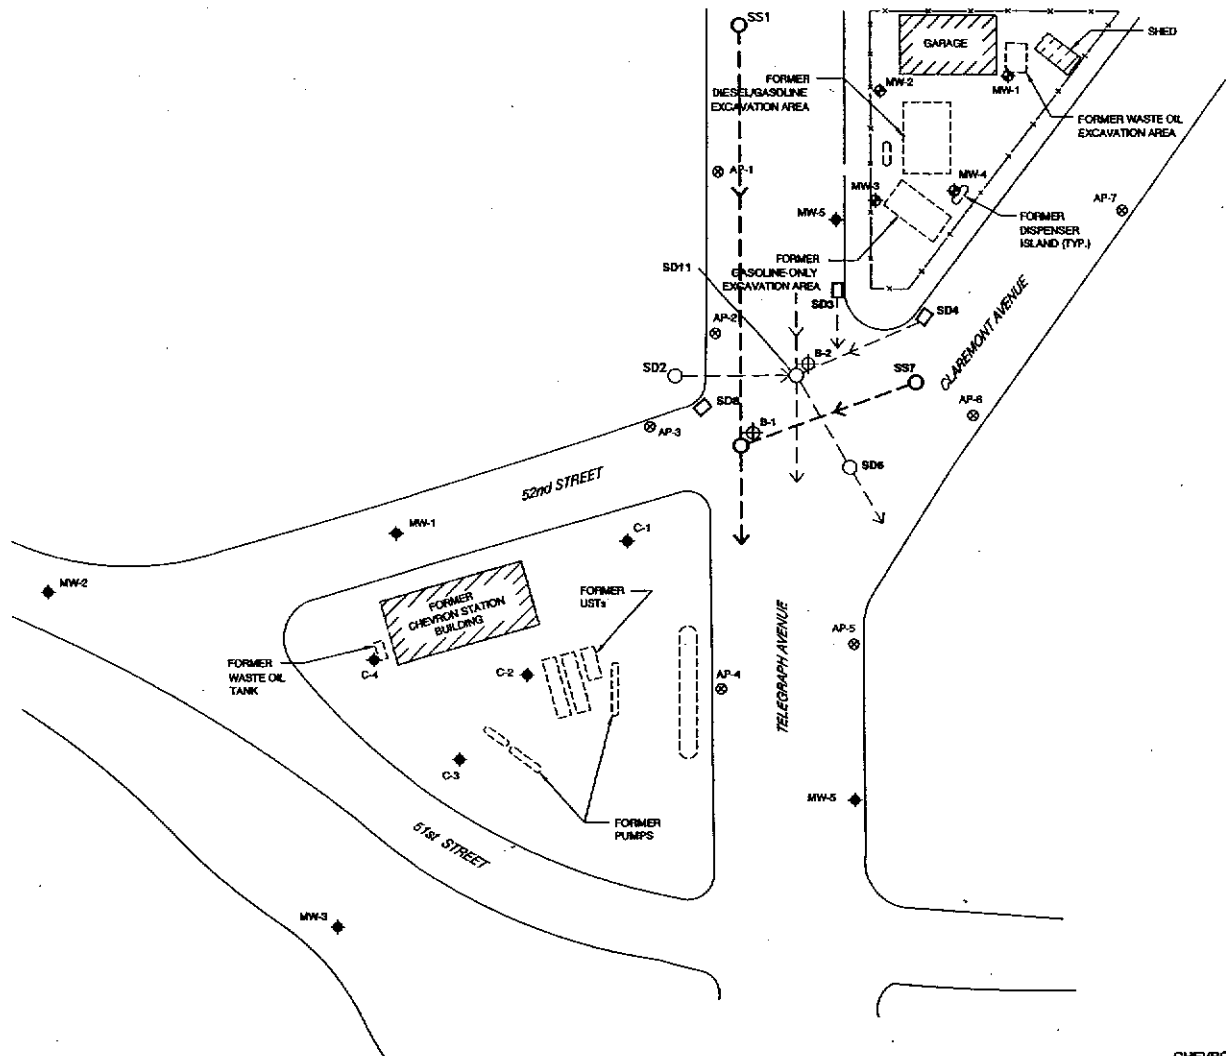 SS1
GARAGE
SHED
FORMER
DIESEL/GASOLINE
EXCAVATION AREA
MW-2
MW-1
FORMER WASTE OIL
EXCAVATION AREA
AP-1
MW-3
MW-4
AP-7
MW-5
FORMER
DISPENSER
ISLAND (TYP.)
FORMER
GASOLINE-ONLY
EXCAVATION AREA
SD11
SD3
SD4
CLAREMONT AVENUE
AP-2
B-2
SD2
SS7
SD8
AP-6
AP-3
B-1
52nd STREET
SD6
MW-1
C-1
MW-2
FORMER
CHEVRON STATION
BUILDING
FORMER
USTs
TELEGRAPH AVENUE
AP-5
FORMER
WASTE OIL
TANK
C-4
C-2
AP-4
C-3
MW-5
FORMER
PUMPS
51st STREET
MW-3